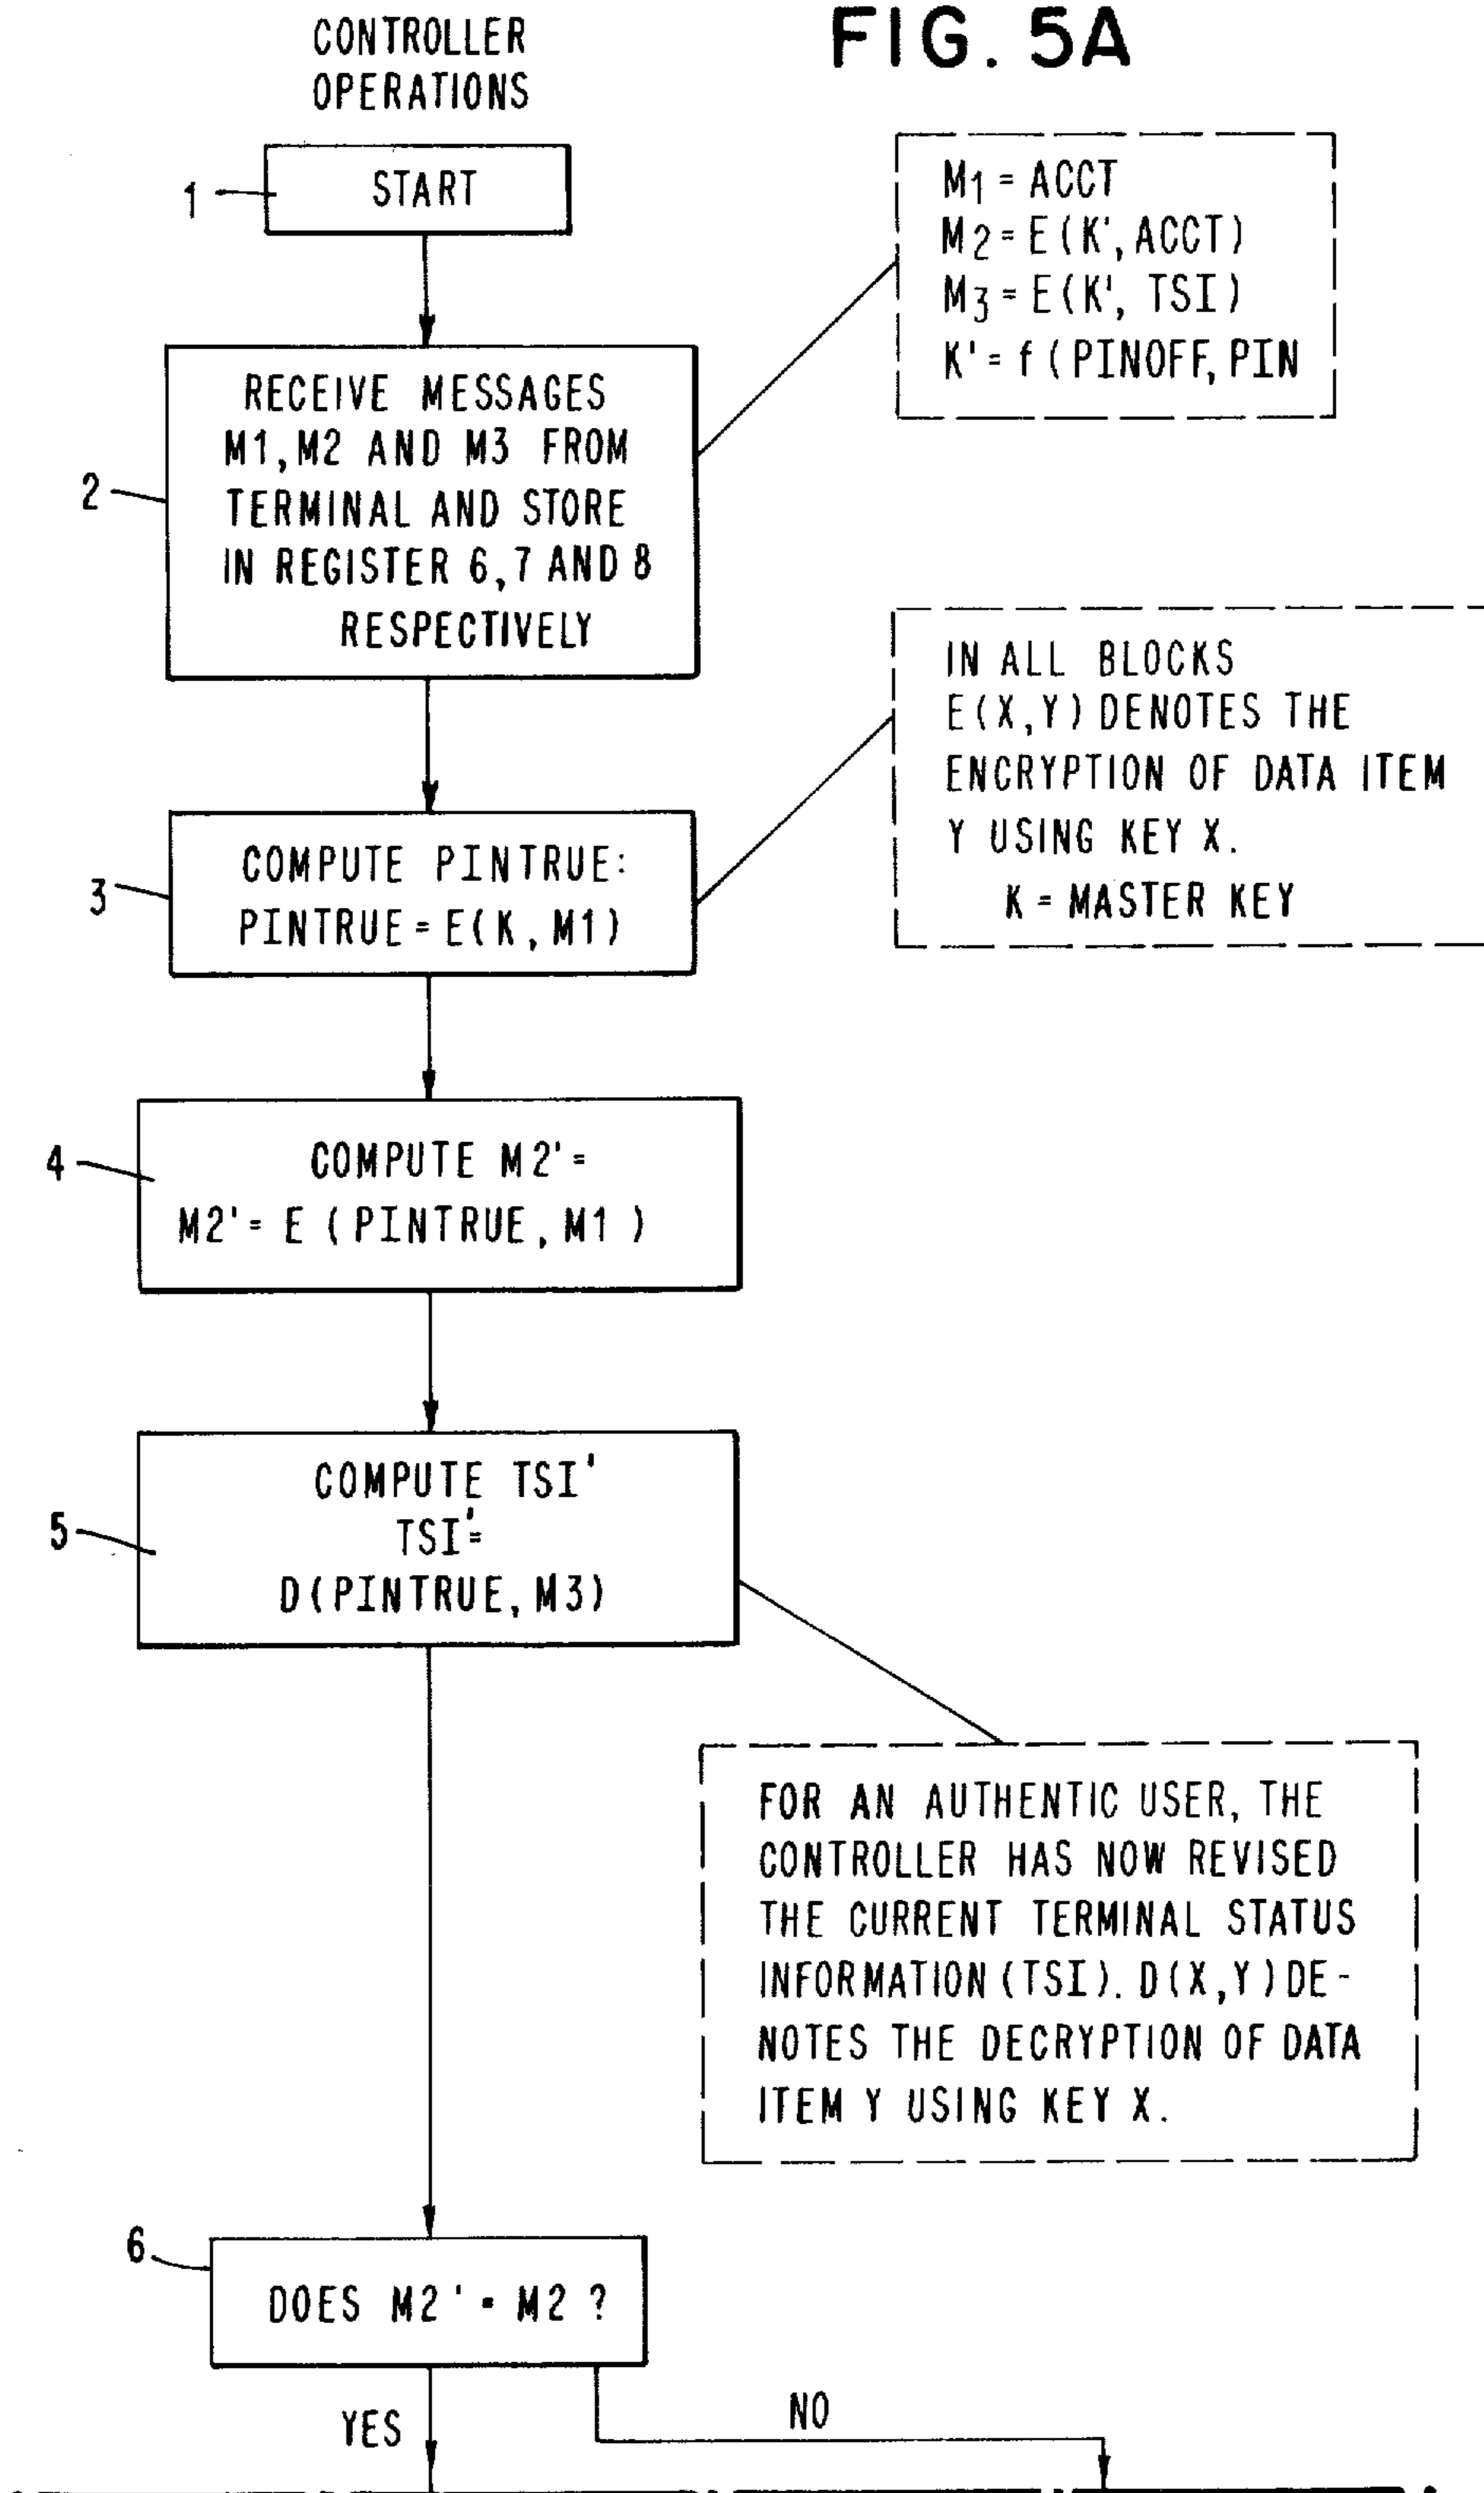 FIG. 5A
CONTROLLER
OPERATIONS
1
START
M1 = ACCT
M2 = E(K', ACCT)
M3 = E(K', TSI)
K' = f (PINOFF, PIN
2
RECEIVE MESSAGES
M1, M2 AND M3 FROM
TERMINAL AND STORE
IN REGISTER 6, 7 AND 8
RESPECTIVELY
IN ALL BLOCKS
E(X,Y) DENOTES THE
ENCRYPTION OF DATA ITEM
Y USING KEY X.
K = MASTER KEY
3
COMPUTE PINTRUE:
PINTRUE = E(K, M1)
4
COMPUTE M2' =
M2' = E (PINTRUE, M1 )
5
COMPUTE TSI'
TSI' =
D(PINTRUE, M3)
FOR AN AUTHENTIC USER, THE
CONTROLLER HAS NOW REVISED
THE CURRENT TERMINAL STATUS
INFORMATION (TSI). D(X,Y) DE-
NOTES THE DECRYPTION OF DATA
ITEM Y USING KEY X.
6
DOES M2' = M2 ?
YES
NO